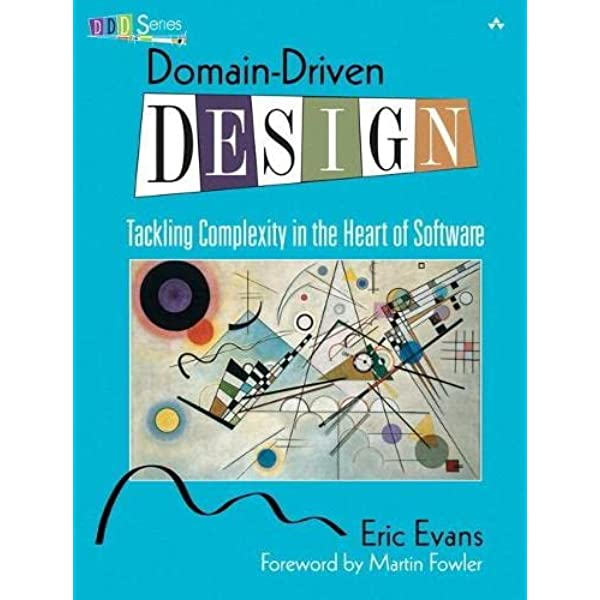 DDD Series
Domain-Driven
DESIGN
Tackling Complexity in the Heart of Software
Eric Evans
Foreword by Martin Fowler